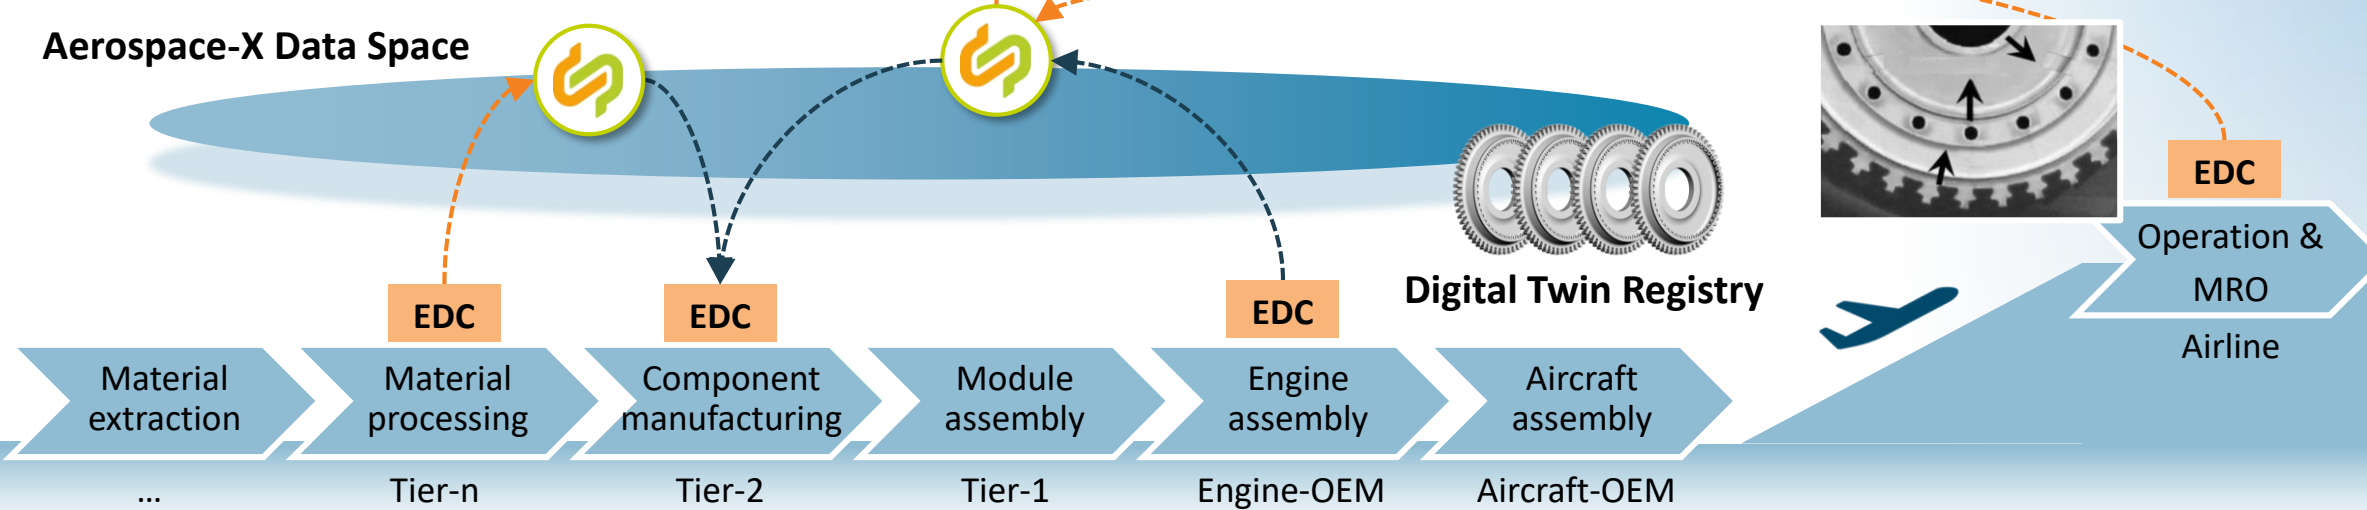 Aerospace-X Data Space
EDC
Operation &
MRO
Airline
Digital Twin Registry
EDC
EDC
EDC
Material
extraction
Material
processing
Component
manufacturing
Module
assembly
Engine
assembly
Aircraft
assembly
...
Tier-n
Tier-2
Tier-1
Engine-OEM
Aircraft-OEM